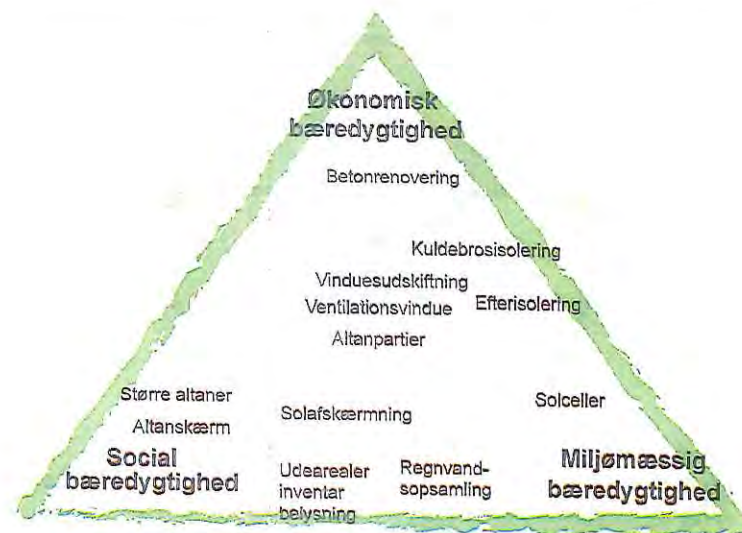 Økonomisk
bæredygtighed
Betonrenovering
Kuldebrosisolering
Vinduesudskiftning
Ventilationsvindue
Efterisolering
Altanpartier
Større altaner
Altanskærm
Solafskærmning
Solceller
Social
bæredygtighed
Udearealer
inventar
belysning
Regnvand-
sopsamling
Miljømæssig
bæredygtighed